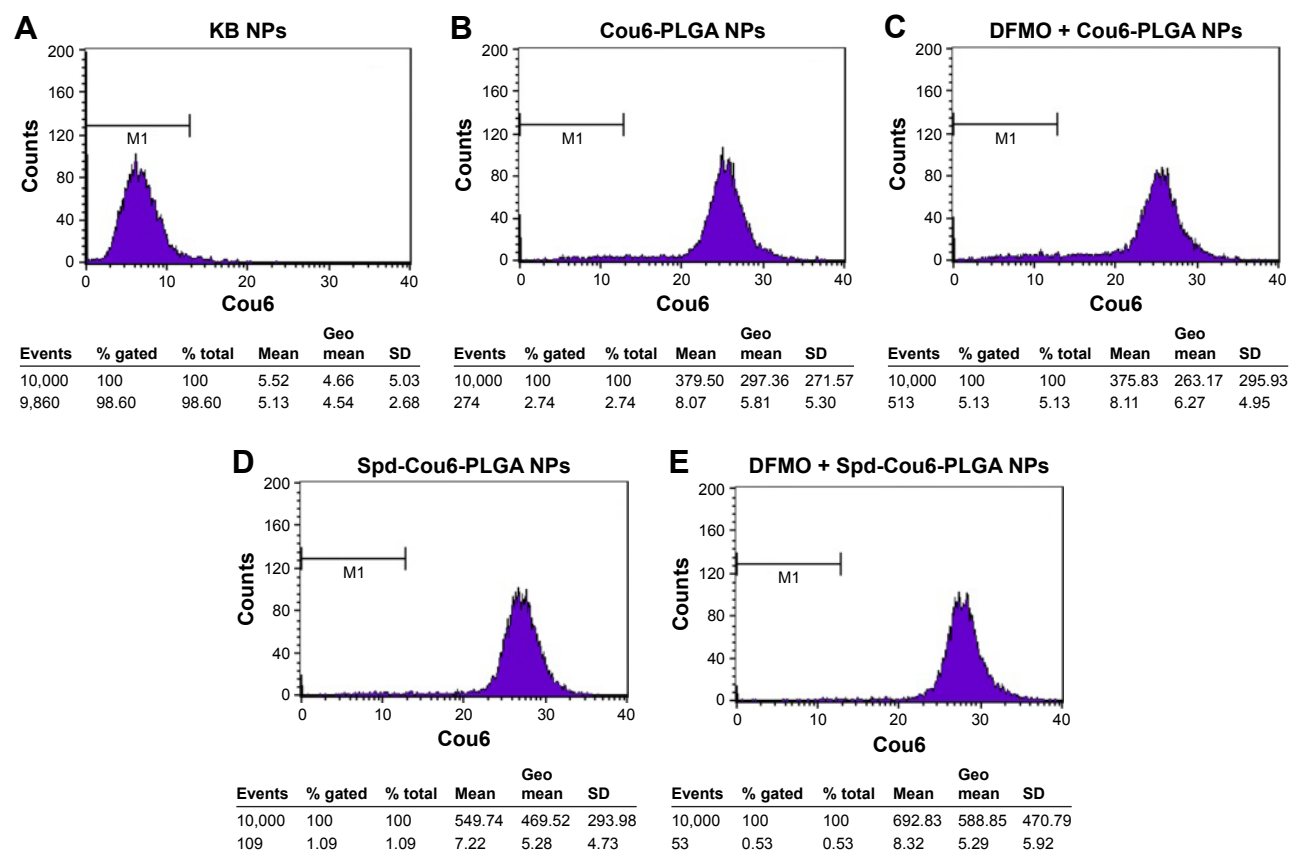 A
KB NPs
200
160
120
80
40
0
Counts
M1
0 10 20 30 40
Cou6
Events % gated % total Mean Geo mean SD
10,000 100 100 5.52 4.66 5.03
9,860 98.60 98.60 5.13 4.54 2.68
B
Cou6-PLGA NPs
200
160
120
80
40
0
Counts
M1
0 10 20 30 40
Cou6
Events % gated % total Mean Geo mean SD
10,000 100 100 379.50 297.36 271.57
274 2.74 2.74 8.07 5.81 5.30
C
DFMO + Cou6-PLGA NPs
200
160
120
80
40
0
Counts
M1
0 10 20 30 40
Cou6
Events % gated % total Mean Geo mean SD
10,000 100 100 375.83 263.17 295.93
513 5.13 5.13 8.11 6.27 4.95
D
Spd-Cou6-PLGA NPs
200
160
120
80
40
0
Counts
M1
0 10 20 30 40
Cou6
Events % gated % total Mean Geo mean SD
10,000 100 100 549.74 469.52 293.98
109 1.09 1.09 7.22 5.28 4.73
E
DFMO + Spd-Cou6-PLGA NPs
200
160
120
80
40
0
Counts
M1
0 10 20 30 40
Cou6
Events % gated % total Mean Geo mean SD
10,000 100 100 692.83 588.85 470.79
53 0.53 0.53 8.32 5.29 5.92